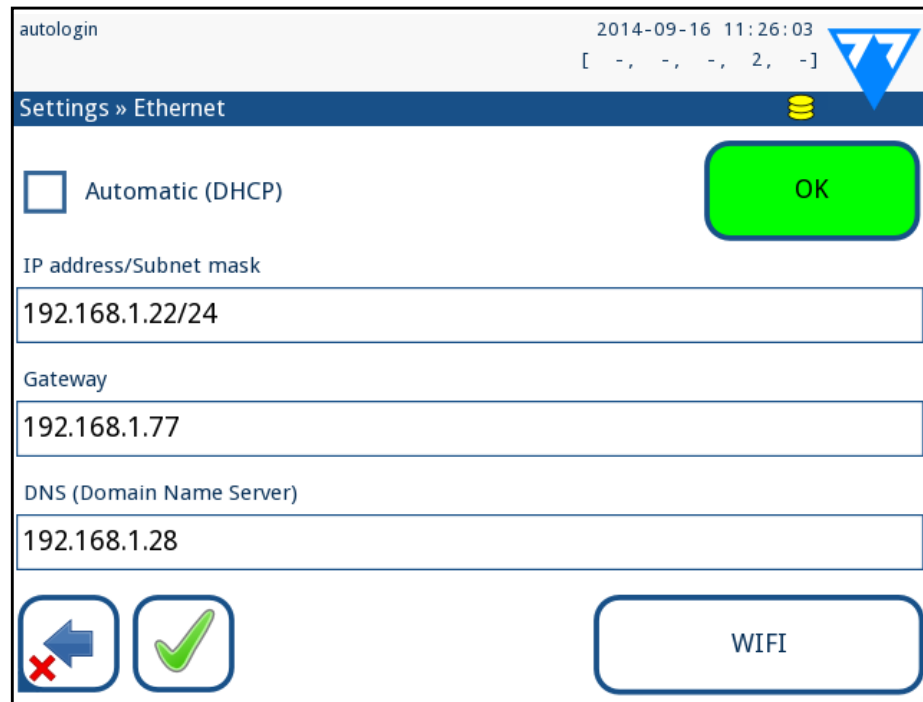 autologin
2014-09-16 11:26:03
[ -, -, -, 2, -]
Settings » Ethernet
Automatic (DHCP)
OK
IP address/Subnet mask
192.168.1.22/24
Gateway
192.168.1.77
DNS (Domain Name Server)
192.168.1.28
WIFI